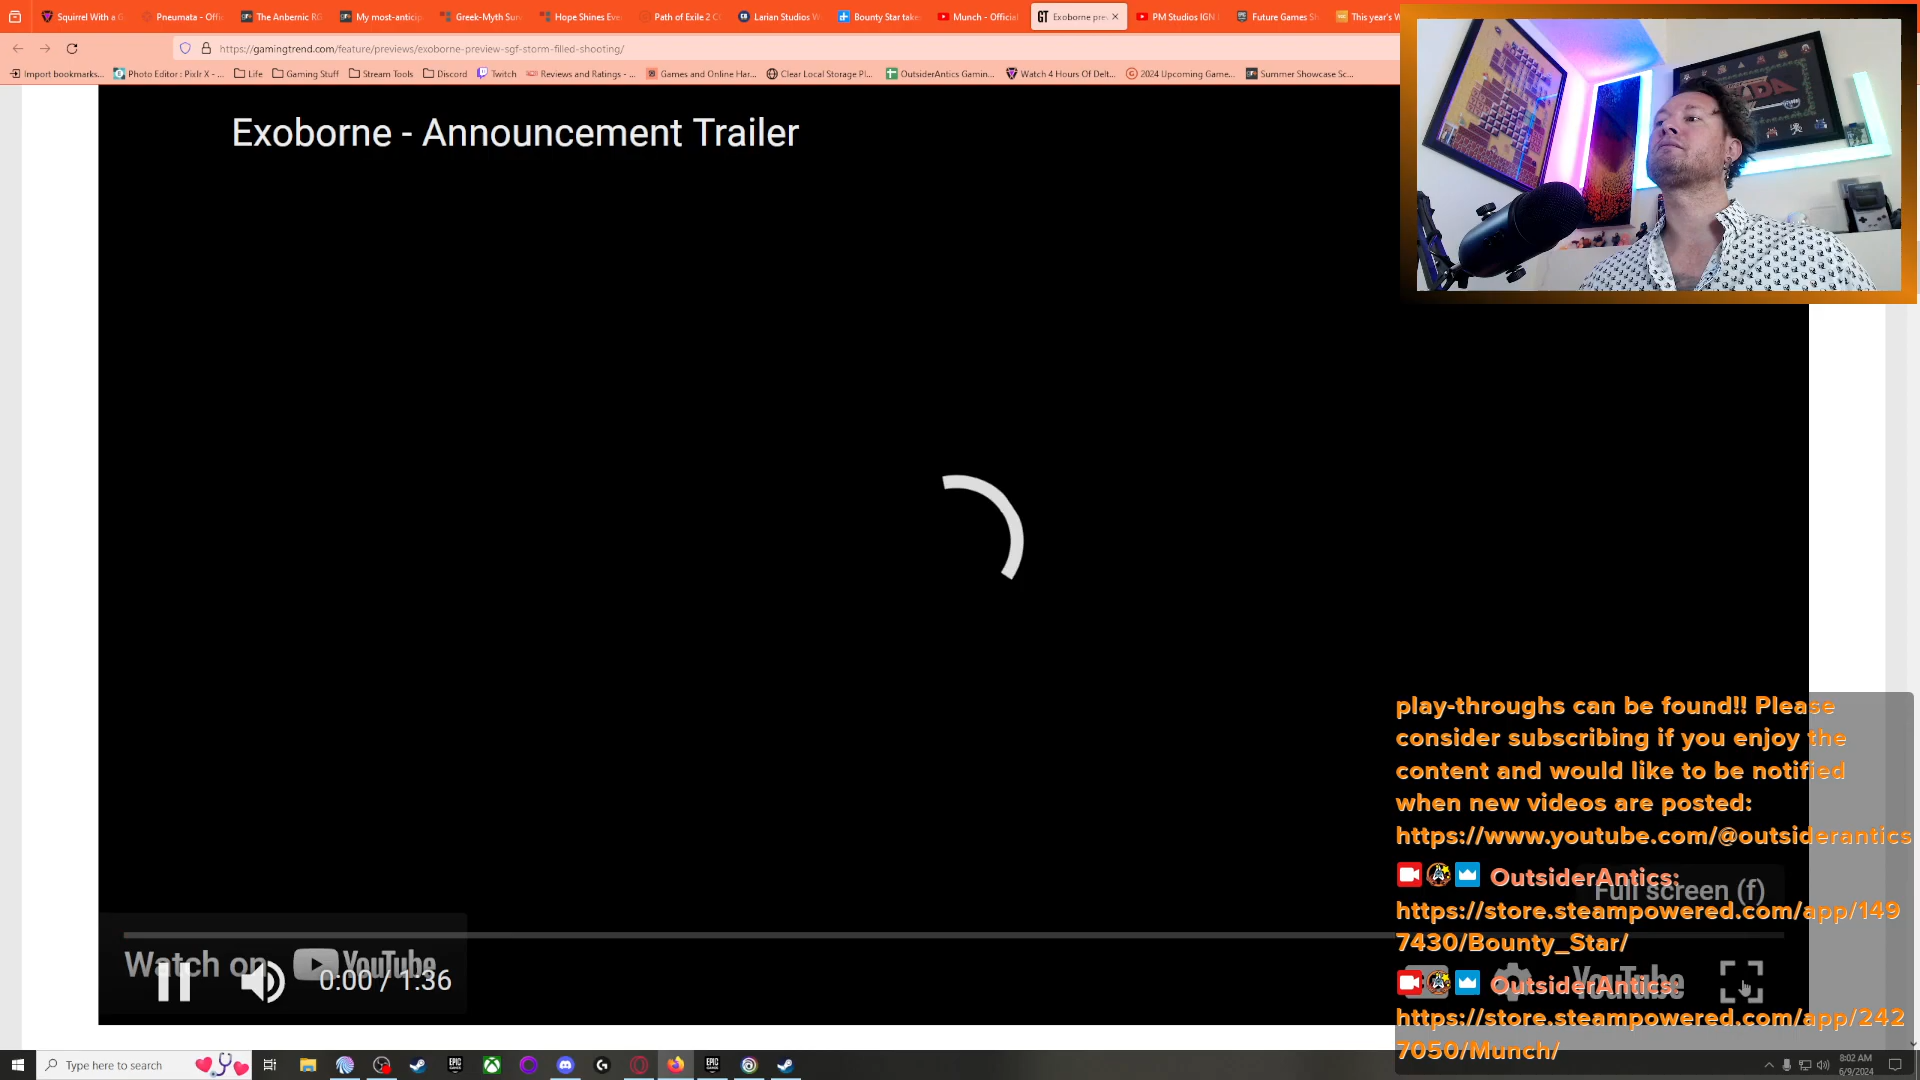 Squirrel With a G
Pneumata - Offi
The Anbernic RG
My most-anticip
Greek-Myth Surv
Hope Shines Eve
Path of Exile 2 C
Larian Studios W
Bounty Star take
Munch - Official
GT Exoborne pre
PM Studios IGN
Future Games Sh
This year's W
https://gamingtrend.com/feature/previews/exoborne-preview-sgf-storm-filled-shooting/
Import bookmarks...
Photo Editor : Pixlr X - ...
Life
Gaming Stuff
Stream Tools
Discord
Twitch
Reviews and Ratings - ...
Games and Online Har...
Clear Local Storage Pl...
OutsiderAntics Gamin...
Watch 4 Hours Of Delt...
2024 Upcoming Game...
Summer Showcase Sc...
Exoborne - Announcement Trailer
play-throughs can be found!! Please
consider subscribing if you enjoy the
content and would like to be notified
when new videos are posted:
https://www.youtube.com/@outsiderantics
OutsiderAntics:
Full screen (f)
https://store.steampowered.com/app/149
7430/Bounty_Star/
OutsiderAntics:
https://store.steampowered.com/app/242
7050/Munch/
Watch on YouTube
0:00 / 1:36
YouTube
Type here to search
EPIC GAMES
EPIC GAMES
8:02 AM
6/9/2024